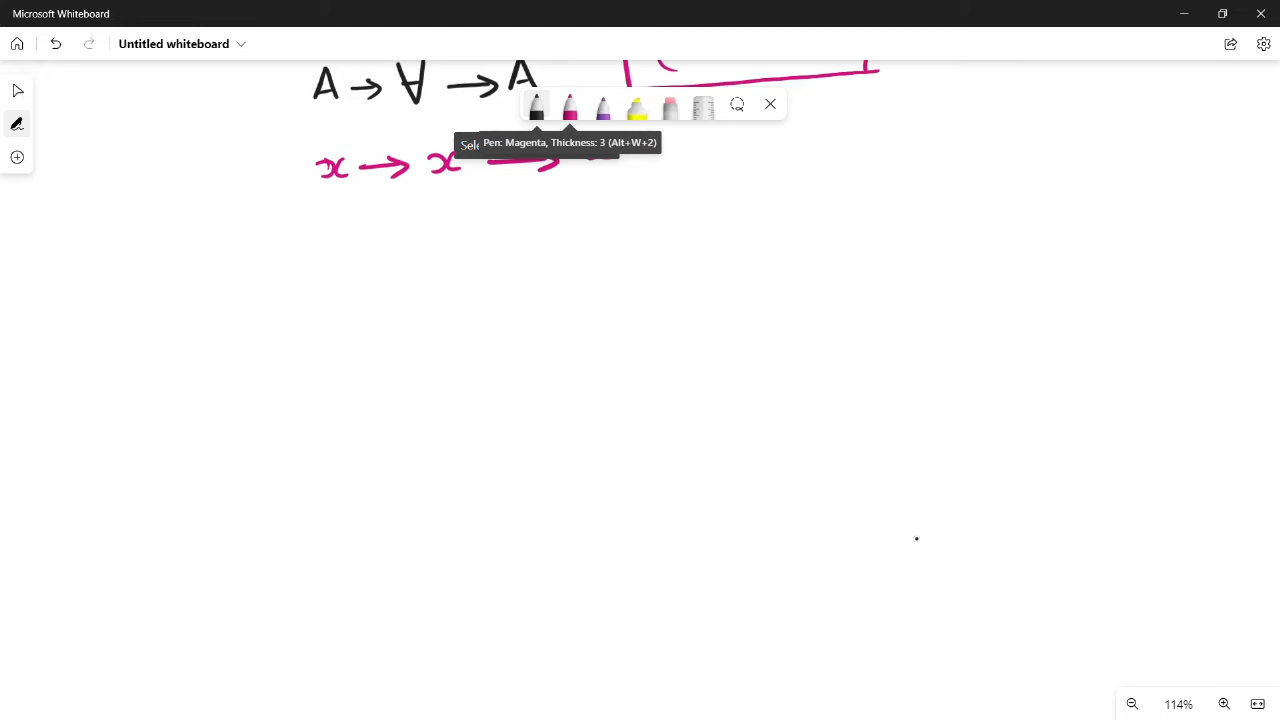 Microsoft Whiteboard
Untitled whiteboard
A → ∀ → A
Pen: Magenta, Thickness: 3 (Alt+W+2)
x → x →
114%